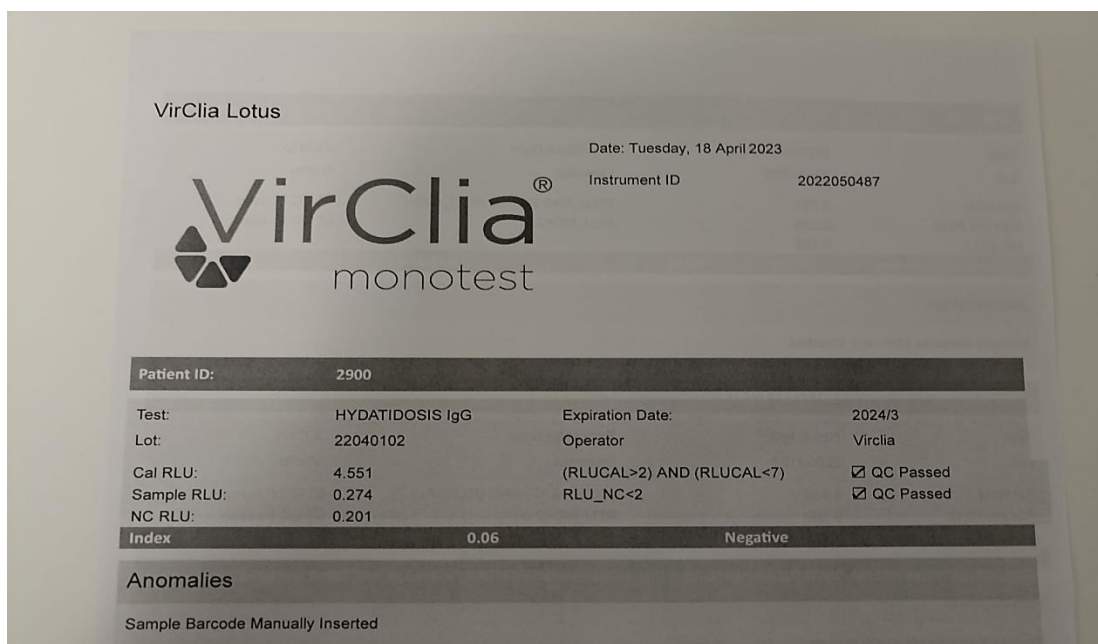 VirClia Lotus
Date: Tuesday, 18 April 2023
Instrument ID 2022050487
VirClia®
monotest
Patient ID: 2900
Test: HYDATIDOSIS IgG Expiration Date: 2024/3
Lot: 22040102 Operator Virclia
Cal RLU: 4.551 (RLUCAL>2) AND (RLUCAL<7) ☑ QC Passed
Sample RLU: 0.274 RLU_NC<2 ☑ QC Passed
NC RLU: 0.201
Index 0.06 Negative
Anomalies
Sample Barcode Manually Inserted